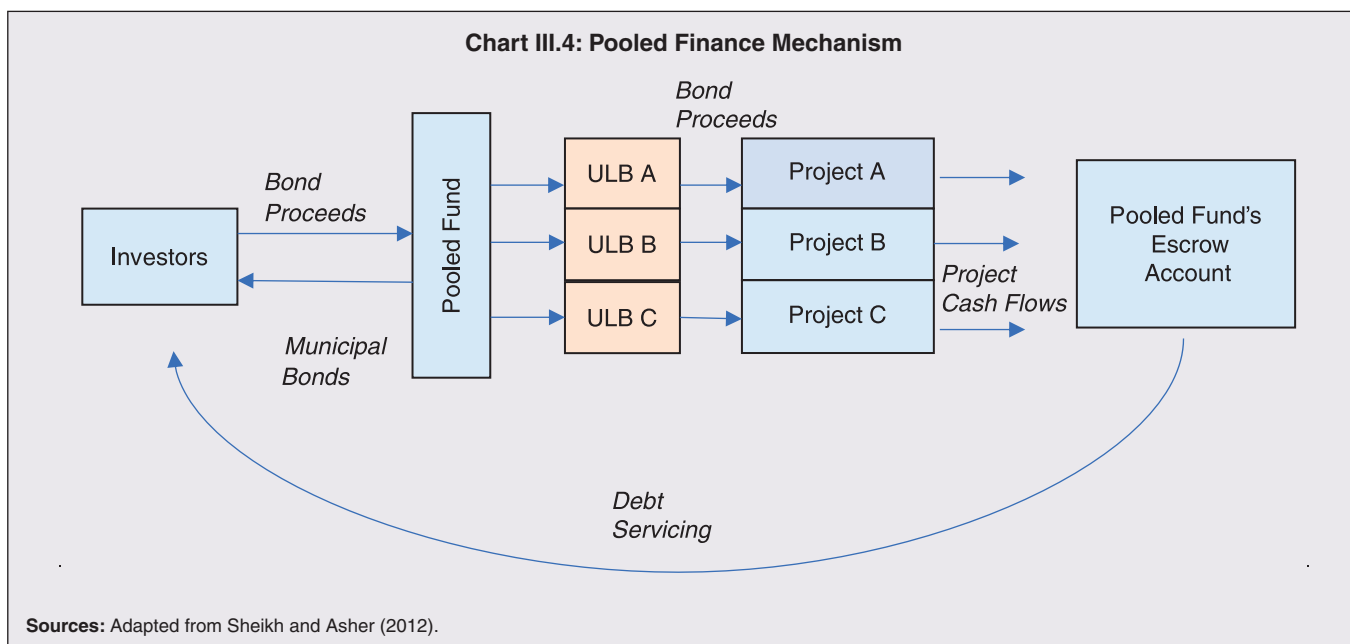 Chart III.4: Pooled Finance Mechanism
Bond
Proceeds
Investors
Municipal
Bonds
Pooled Fund
ULB A
ULB B
ULB C
Bond
Proceeds
Project A
Project B
Project C
Project
Cash Flows
Pooled Fund's
Escrow
Account
Debt
Servicing
Sources: Adapted from Sheikh and Asher (2012).